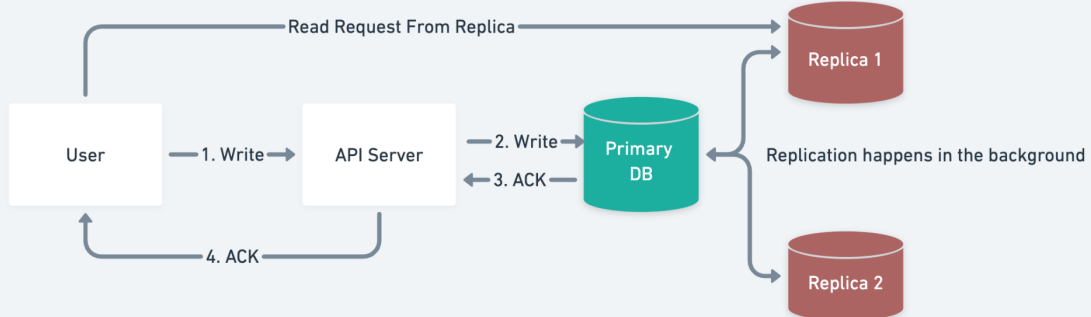 Read Request From Replica
Replica 1
User
1. Write
API Server
2. Write
3. ACK
Primary
DB
Replication happens in the background
4. ACK
Replica 2